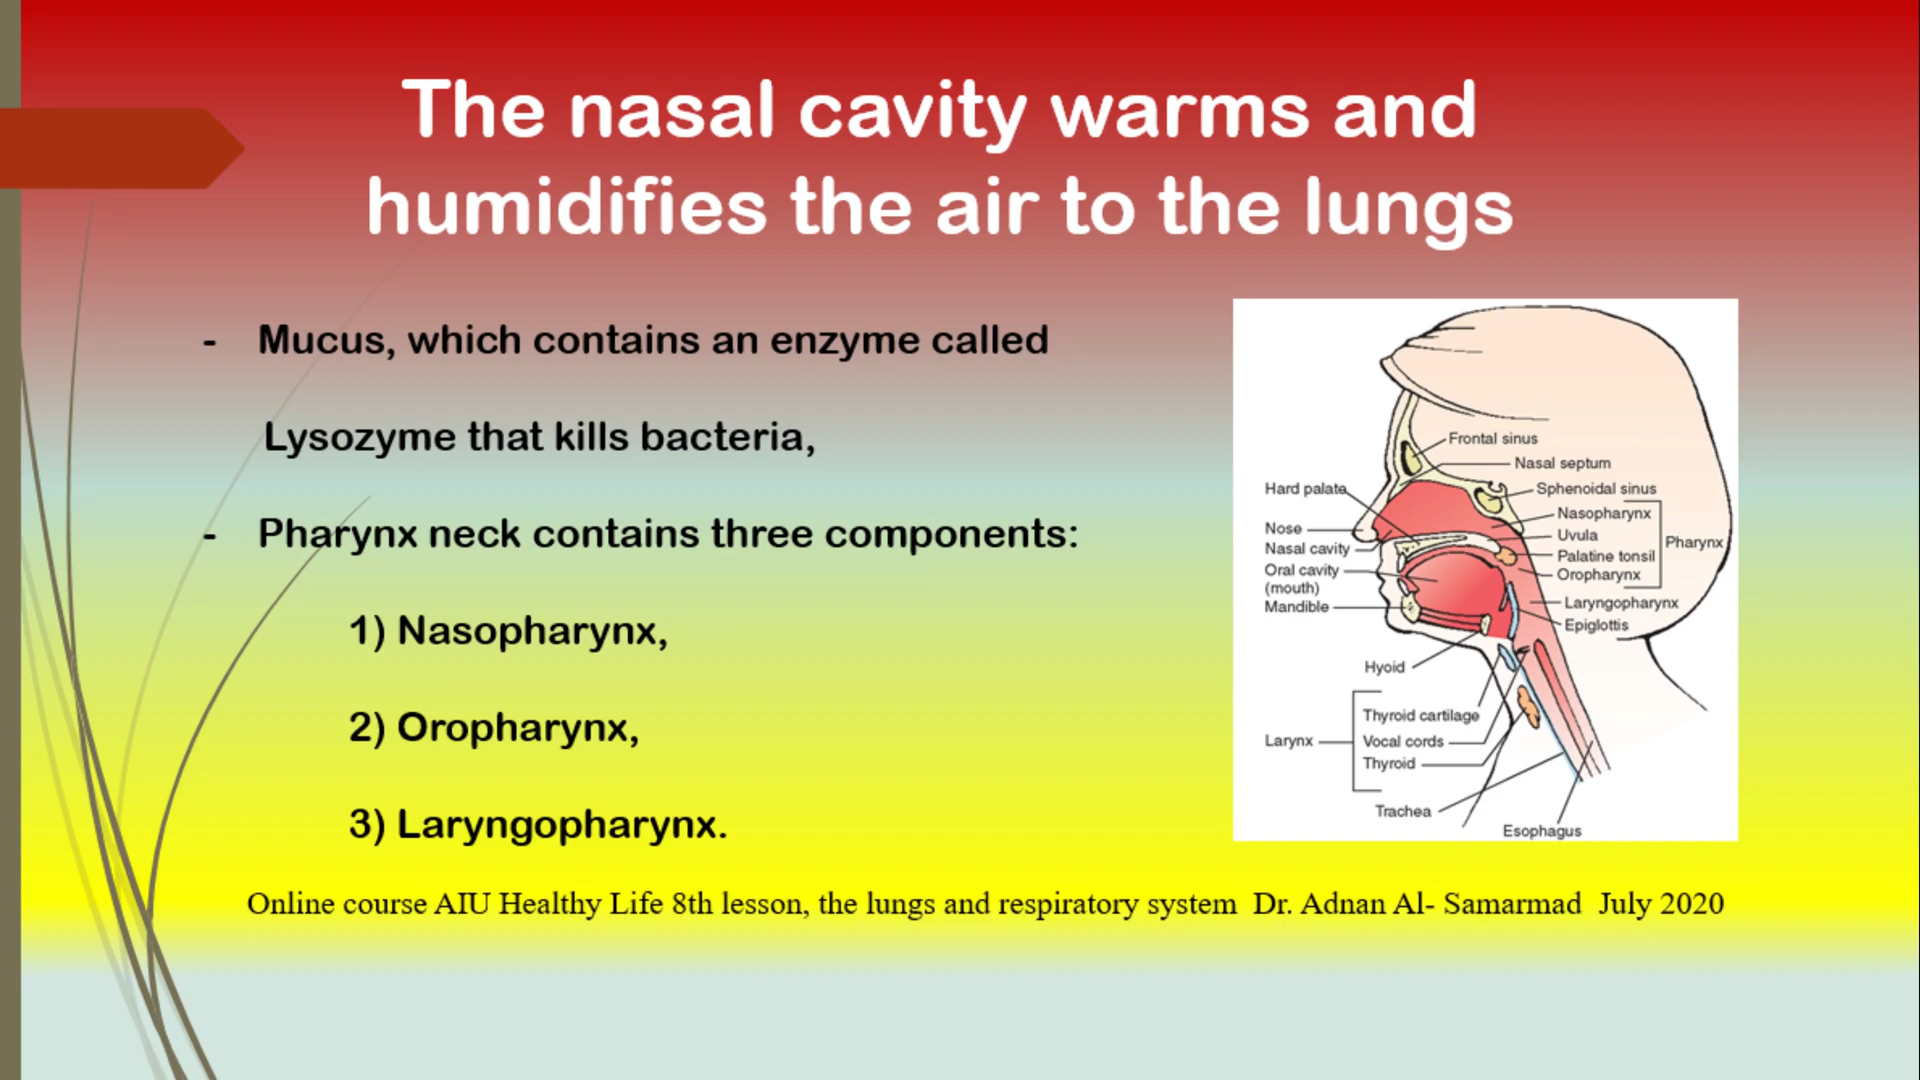 The nasal cavity warms and
humidifies the air to the lungs
- Mucus, which contains an enzyme called
Lysozyme that kills bacteria,
- Pharynx neck contains three components:
1) Nasopharynx,
2) Oropharynx,
3) Laryngopharynx.
Frontal sinus
Nasal septum
Hard palate
Sphenoidal sinus
Nasopharynx
Nose
Uvula
Pharynx
Nasal cavity
Palatine tonsil
Oral cavity
(mouth)
Oropharynx
Mandible
Laryngopharynx
Epiglottis
Hyoid
Thyroid cartilage
Larynx
Vocal cords
Thyroid
Trachea
Esophagus
Online course AIU Healthy Life 8th lesson, the lungs and respiratory system Dr. Adnan Al- Samarmad July 2020